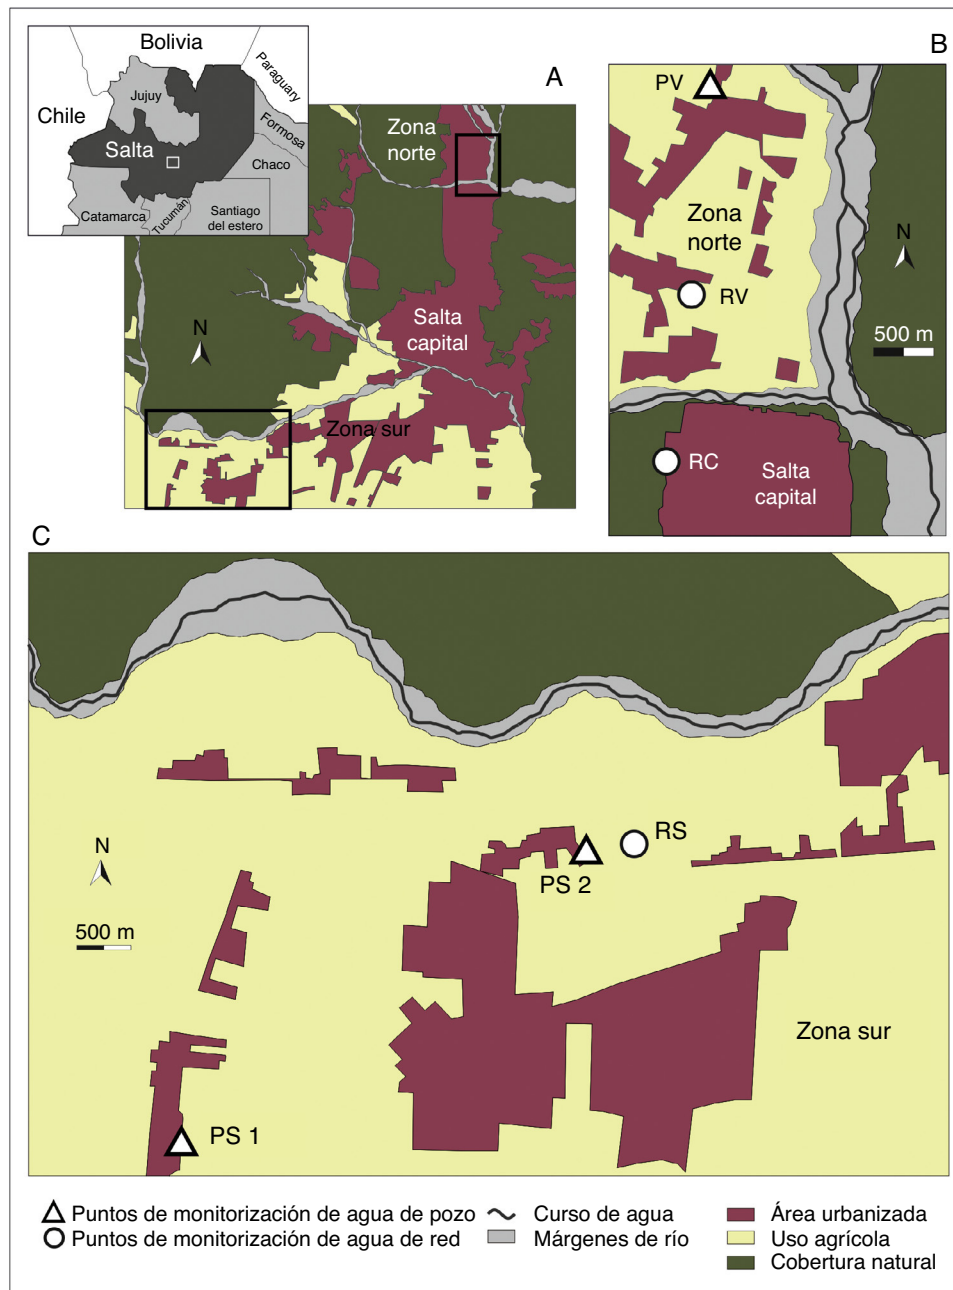 Bolivia
Paraguary
Chile
Jujuy
Formosa
Salta
Chaco
Catamarca
Tucumán
Santiago
del estero
A
Zona
norte
N
Salta
capital
Zona sur
B
PV
Zona
norte
N
RV
500 m
RC
Salta
capital
C
N
500 m
RS
PS 2
Zona sur
PS 1
Puntos de monitorización de agua de pozo
Puntos de monitorización de agua de red
Curso de agua
Márgenes de río
Área urbanizada
Uso agrícola
Cobertura natural